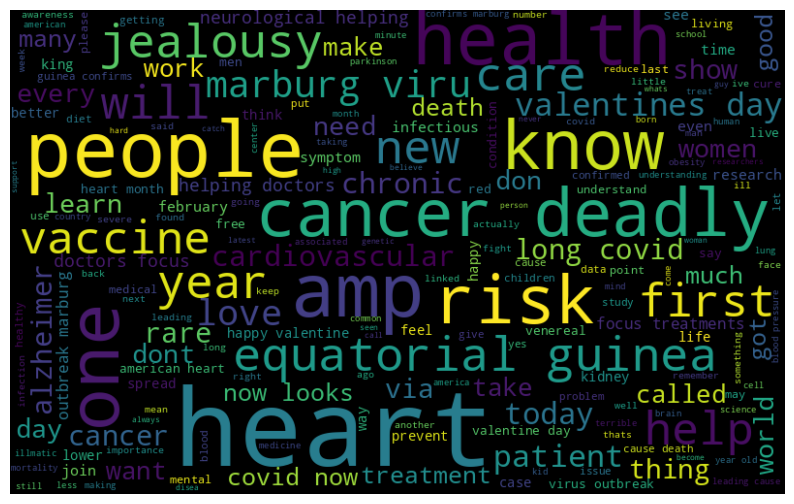 awareness getting neurological helping see living confirms marburg number
american jealousy health minute school
many please make men parkinson time good
week king work marburg viru care show reduce last cure
guinea confirms will think put valentines day little ive whats
every better diet said death need infectious condition even treat guy
people hard catch center new know never covid born human man live
support taking month symptom don confirmed women researchers
learn heart month helping doctors chronic red understand obesity research
use country february going high believe cancer deadly person understanding ill let
vaccine severe found free actually
doctors focus latest cardiovascular associated genetic fight long covid say woman lung
back year keep happy cause children come face
medical amp linked data point much
alzheimer outbreak marburg next leading love risk mind study first got
infection healthy one rare common seen call feel give venereal focus treatments life blood pressure
dont happy valentine long yes kidney something
american heart equatorial guinea
spread now looks right ago america remember cell
via take called may
day mean always heart way problem well science
illmatic lower another prevent today brain help world
mortality cancer importance blood valentine day terrible thats
join medicine patient cause death year old
still want mental covid now treatment kid issue thing become
less making disea case virus outbreak leading cause